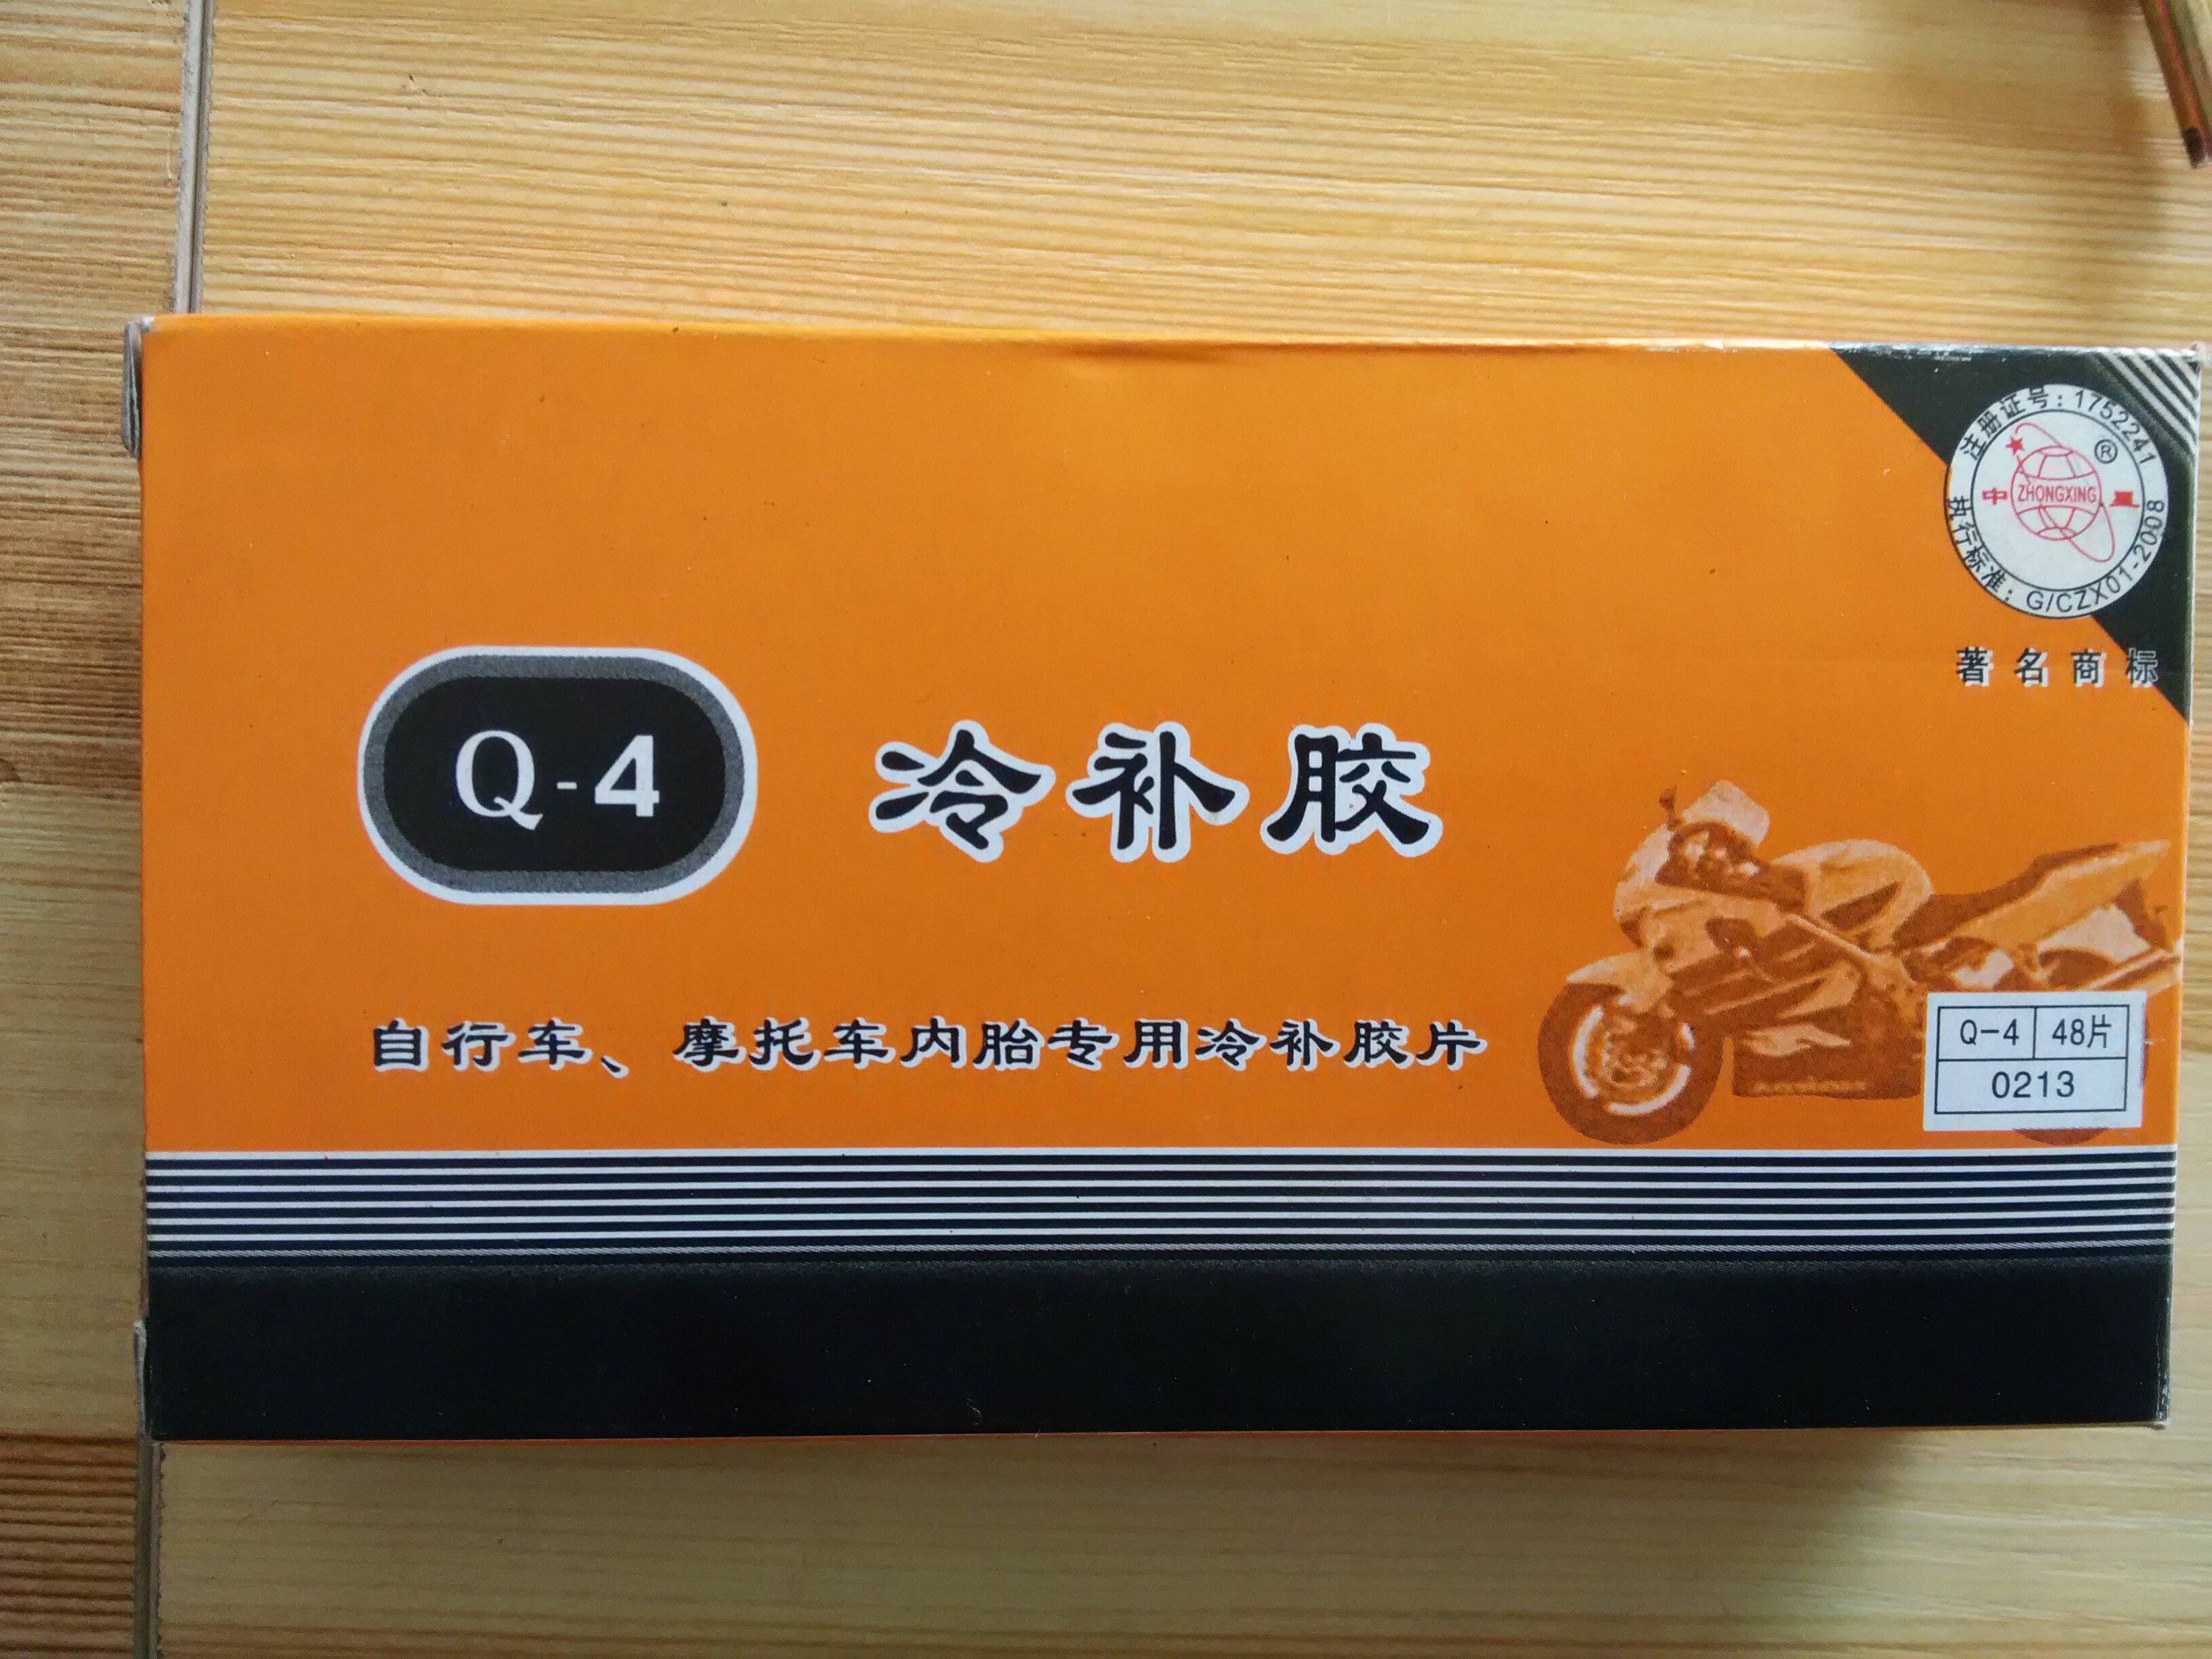 注册证号：1752241
中 ZHONGXING 星
®
执行标准：G/CZX01-2008
著名商标
Q-4 冷补胶
自行车、摩托车内胎专用冷补胶片
Q-4 48片
0213